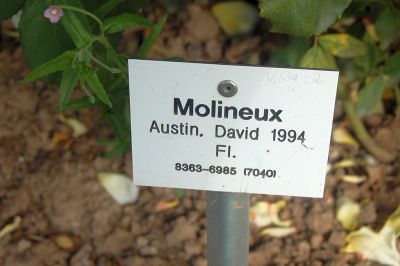 Molineux
Austin, David 1994
Fl.
8363-6985 (7040)